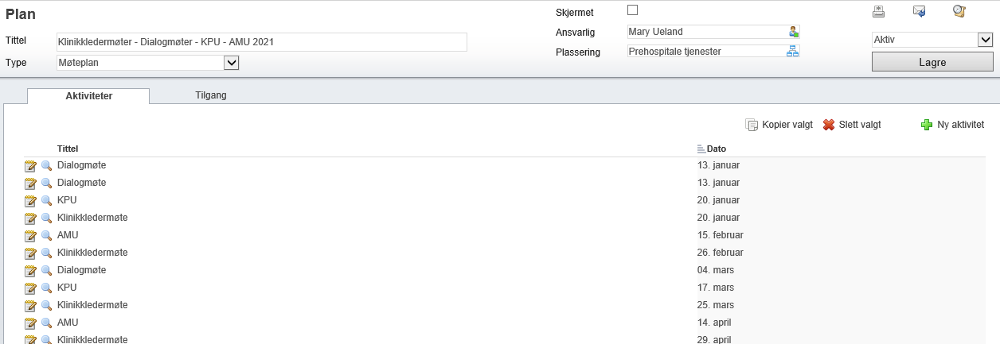 Plan
Skjermet
Tittel Klinikkledermøter - Dialogmøter - KPU - AMU 2021
Ansvarlig Mary Ueland
Aktiv
Type Møteplan
Plassering Prehospitale tjenester
Lagre
Aktiviteter Tilgang
Kopier valgt Slett valgt Ny aktivitet
Tittel Dato
Dialogmøte 13. januar
Dialogmøte 13. januar
KPU 20. januar
Klinikkledermøte 20. januar
AMU 15. februar
Klinikkledermøte 26. februar
Dialogmøte 04. mars
KPU 17. mars
Klinikkledermøte 25. mars
AMU 14. april
Klinikkledermøte 29. april